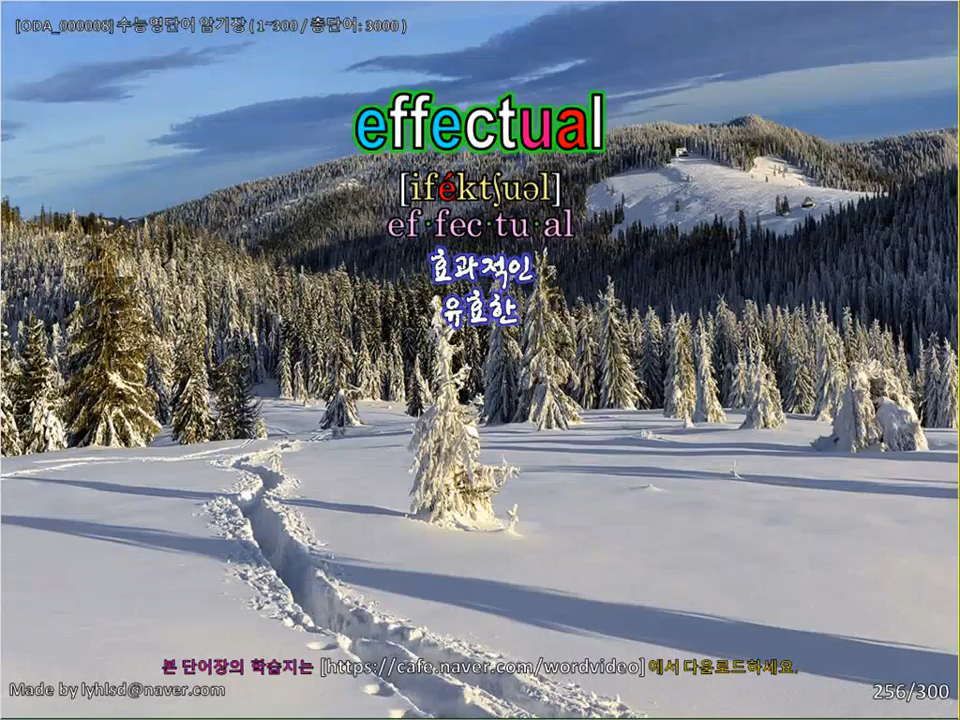 [ODA_000008] 수능영단어 암기장 ( 1~300 / 총단어: 3000 )
effectual
[iféktʃuəl]
ef·fec·tu·al
효과적인
유효한
본 단어장의 학습지는 [https://cafe.naver.com/wordvideo] 에서 다운로드하세요.
Made by lyhlsd@naver.com
256/300